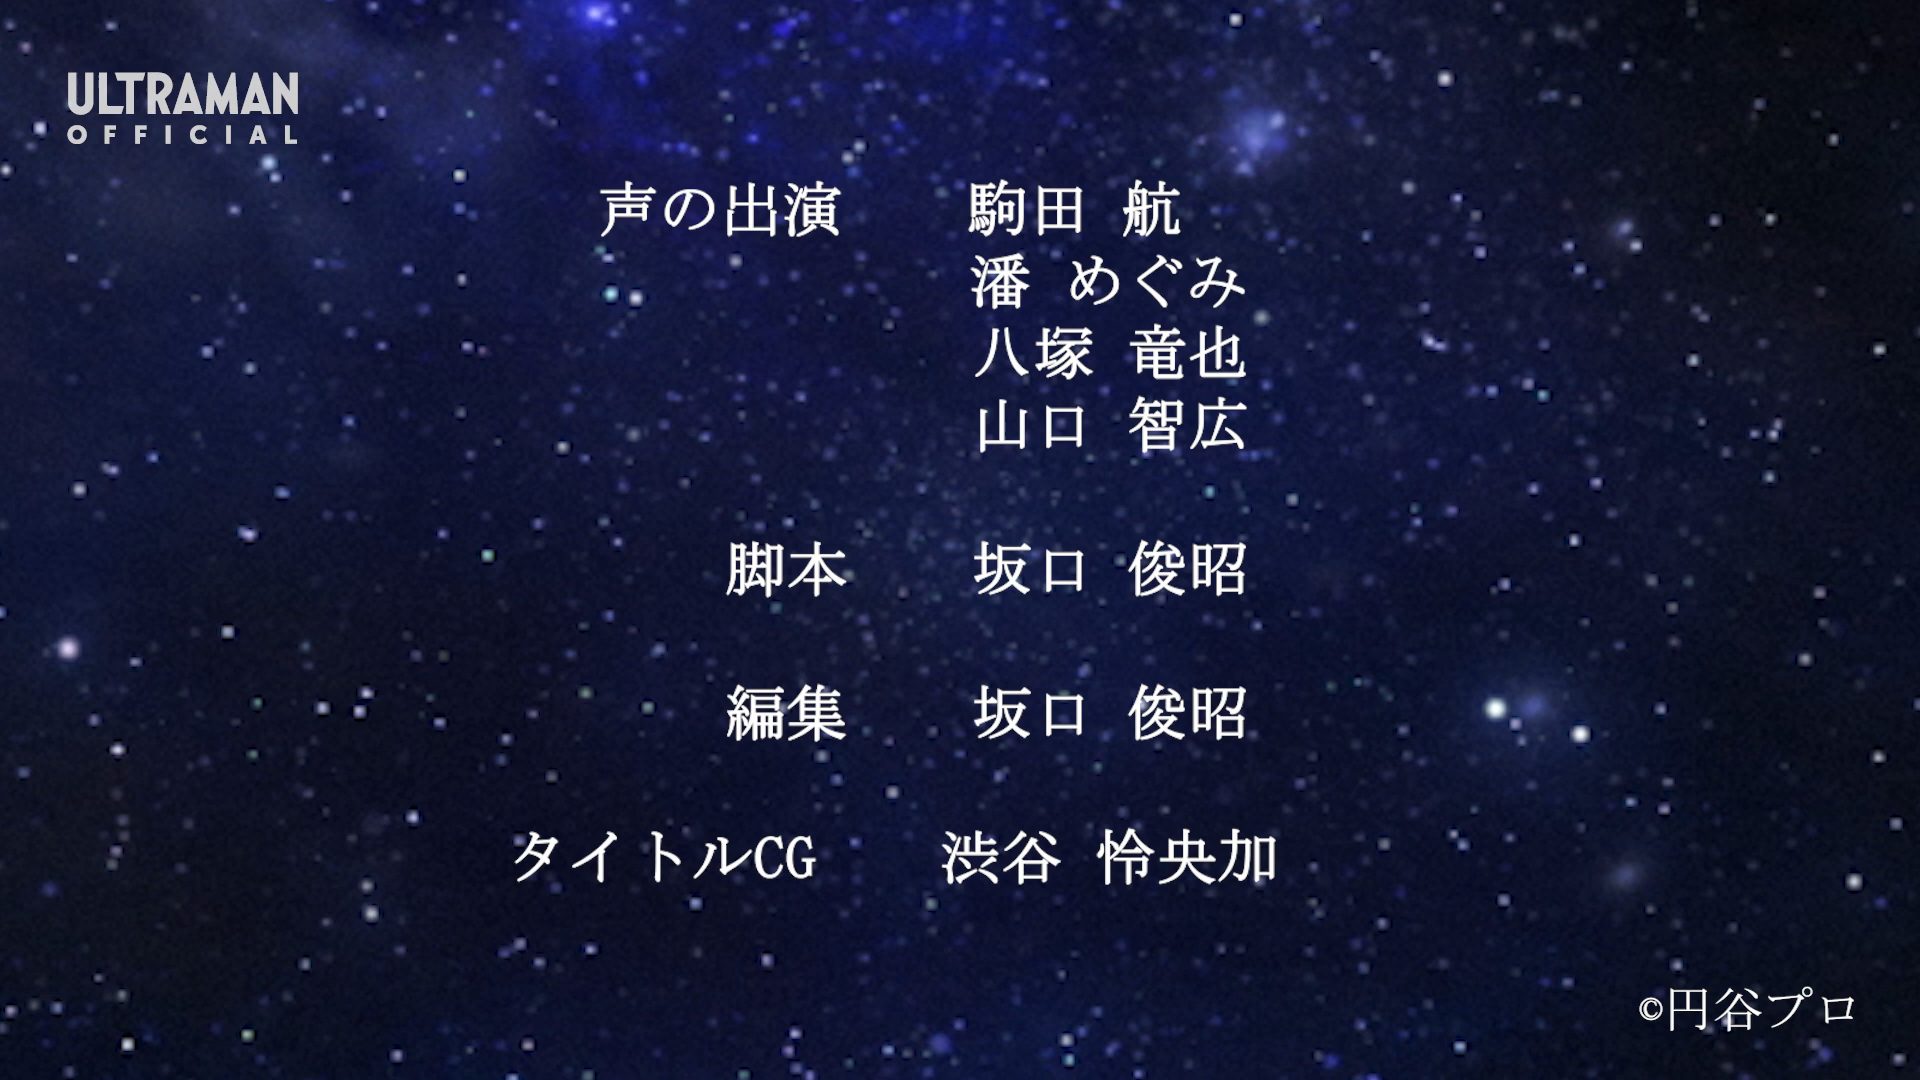 ULTRAMAN
OFFICIAL
声の出演 駒田 航
潘 めぐみ
八塚 竜也
山口 智広
脚本 坂口 俊昭
編集 坂口 俊昭
タイトルCG 渋谷 怜央加
©円谷プロ